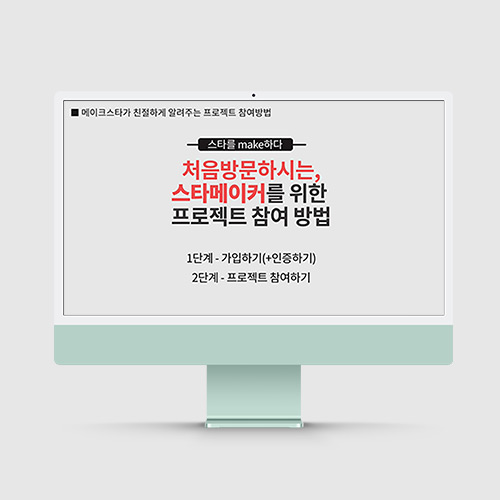 ■ 메이크스타가 친절하게 알려주는 프로젝트 참여방법
스타를 make하다
처음방문하시는,
스타메이커를 위한
프로젝트 참여 방법
1단계 - 가입하기(+인증하기)
2단계 - 프로젝트 참여하기